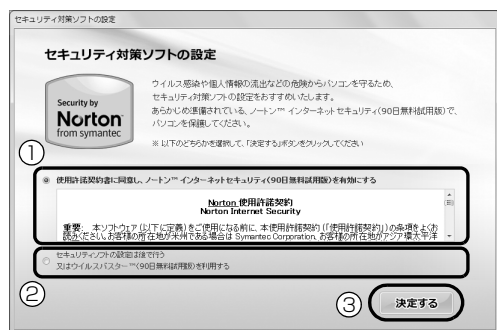 セキュリティ対策ソフトの設定
セキュリティ対策ソフトの設定
Security by
Norton™
from symantec
ウイルス感染や個人情報の流出などの危険からパソコンを守るため、
セキュリティ対策ソフトの設定をおすすめいたします。
あらかじめ準備されている、ノートン™ インターネットセキュリティ(90日無料試用版)で、
パソコンを保護してください。
※ 以下のどちらかを選択して、「決定する」ボタンをクリックしてください
①
使用許諾契約書に同意し、ノートン™ インターネットセキュリティ(90日無料試用版)を有効にする
Norton 使用許諾契約
Norton Internet Security
重要: 本ソフトウェア (以下に定義) をご使用になる前に、本使用許諾契約 (「使用許諾契約」) の条項をよくお
読みください。お客様の所在地が米州である場合は Symantec Corporation、お客様の所在地がアジア環太平洋
セキュリティソフトの設定は後で行う
又はウイルスバスター™(90日無料試用版)を利用する
②
③
決定する